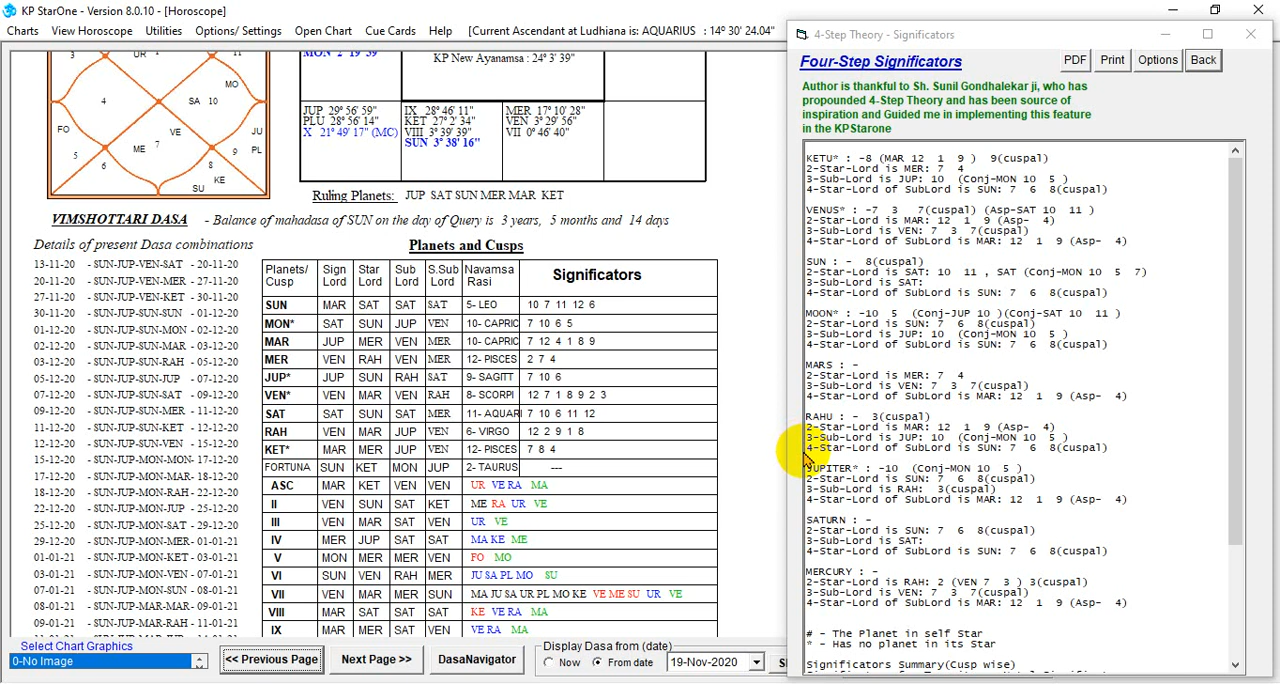 KP StarOne - Version 8.0.10 - [Horoscope]
Charts View Horoscope Utilities Options/ Settings Open Chart Cue Cards Help [Current Ascendant at Ludhiana is: AQUARIUS : 14º 30' 24.04"
3 UR 1 11
MO
4 SA 10
FO VE JU
5 ME 7 9 PL
6 8 KE
SU
MON 2° 19' 39"
KP New Ayanamsa : 24° 3' 39"
JUP 29° 56' 59"
PLU 28° 56' 14"
X 21° 49' 17" (MC)
IX 28° 46' 11"
KET 27° 2' 34"
VIII 3° 39' 39"
SUN 3° 38' 16"
MER 17° 10' 28"
VEN 3° 29' 56"
VII 0° 46' 40"
Ruling Planets: JUP SAT SUN MER MAR KET
VIMSHOTTARI DASA - Balance of mahadasa of SUN on the day of Query is 3 years, 5 months and 14 days
Details of present Dasa combinations
13-11-20 - SUN-JUP-VEN-SAT - 20-11-20
20-11-20 - SUN-JUP-VEN-MER - 27-11-20
27-11-20 - SUN-JUP-VEN-KET - 30-11-20
30-11-20 - SUN-JUP-SUN-SUN - 01-12-20
01-12-20 - SUN-JUP-SUN-MON - 02-12-20
02-12-20 - SUN-JUP-SUN-MAR - 03-12-20
03-12-20 - SUN-JUP-SUN-RAH - 05-12-20
05-12-20 - SUN-JUP-SUN-JUP - 07-12-20
07-12-20 - SUN-JUP-SUN-SAT - 09-12-20
09-12-20 - SUN-JUP-SUN-MER - 11-12-20
11-12-20 - SUN-JUP-SUN-KET - 12-12-20
12-12-20 - SUN-JUP-SUN-VEN - 15-12-20
15-12-20 - SUN-JUP-MON-MON- 17-12-20
17-12-20 - SUN-JUP-MON-MAR- 18-12-20
18-12-20 - SUN-JUP-MON-RAH - 22-12-20
22-12-20 - SUN-JUP-MON-JUP - 25-12-20
25-12-20 - SUN-JUP-MON-SAT - 29-12-20
29-12-20 - SUN-JUP-MON-MER - 01-01-21
01-01-21 - SUN-JUP-MON-KET - 03-01-21
03-01-21 - SUN-JUP-MON-VEN - 07-01-21
07-01-21 - SUN-JUP-MON-SUN - 08-01-21
08-01-21 - SUN-JUP-MAR-MAR- 09-01-21
09-01-21 - SUN-JUP-MAR-RAH - 11-01-21
Planets and Cusps
Planets/ Cusp Sign Lord Star Lord Sub Lord S.Sub Lord Navamsa Rasi Significators
SUN MAR SAT SAT SAT 5- LEO 10 7 11 12 6
MON* SAT SUN JUP VEN 10- CAPRIC 7 10 6 5
MAR JUP MER VEN MER 10- CAPRIC 7 12 4 1 8 9
MER VEN RAH VEN MER 12- PISCES 2 7 4
JUP* JUP SUN RAH SAT 9- SAGITT 7 10 6
VEN* VEN MAR VEN RAH 8- SCORPI 12 7 1 8 9 2 3
SAT SAT SUN SAT MER 11- AQUARI 7 10 6 11 12
RAH VEN MAR JUP VEN 6- VIRGO 12 2 9 1 8
KET* MAR MER JUP VEN 12- PISCES 7 8 4
FORTUNA SUN KET MON JUP 2- TAURUS ---
ASC MAR KET VEN VEN UR VE RA MA
II VEN SUN SAT KET ME RA UR VE
III VEN MAR SAT VEN UR VE
IV MER JUP SAT SAT MA KE ME
V MON MER MER VEN FO MO
VI SUN VEN RAH MER JU SA PL MO SU
VII VEN MAR MER SUN MA JU SA UR PL MO KE VE ME SU UR VE
VIII MAR SAT SAT SAT KE VE RA MA
IX MAR MER SAT VEN VE RA MA
Select Chart Graphics
0-No Image
<< Previous Page
Next Page >>
DasaNavigator
Display Dasa from (date)
Now From date 19-Nov-2020
4-Step Theory - Significators
Four-Step Significators
PDF Print Options Back
Author is thankful to Sh. Sunil Gondhalekar ji, who has
propounded 4-Step Theory and has been source of
inspiration and Guided me in implementing this feature
in the KPStarone
KETU* : -8 (MAR 12 1 9 ) 9(cuspal)
2-Star-Lord is MER: 7 4
3-Sub-Lord is JUP: 10 (Conj-MON 10 5 )
4-Star-Lord of SubLord is SUN: 7 6 8(cuspal)
VENUS* : -7 3 7(cuspal) (Asp-SAT 10 11 )
2-Star-Lord is MAR: 12 1 9 (Asp- 4)
3-Sub-Lord is VEN: 7 3 7(cuspal)
4-Star-Lord of SubLord is MAR: 12 1 9 (Asp- 4)
SUN : - 8(cuspal)
2-Star-Lord is SAT: 10 11 , SAT (Conj-MON 10 5 7)
3-Sub-Lord is SAT:
4-Star-Lord of SubLord is SUN: 7 6 8(cuspal)
MOON* : -10 5 (Conj-JUP 10 )(Conj-SAT 10 11 )
2-Star-Lord is SUN: 7 6 8(cuspal)
3-Sub-Lord is JUP: 10 (Conj-MON 10 5 )
4-Star-Lord of SubLord is SUN: 7 6 8(cuspal)
MARS : -
2-Star-Lord is MER: 7 4
3-Sub-Lord is VEN: 7 3 7(cuspal)
4-Star-Lord of SubLord is MAR: 12 1 9 (Asp- 4)
RAHU : - 3(cuspal)
2-Star-Lord is MAR: 12 1 9 (Asp- 4)
3-Sub-Lord is JUP: 10 (Conj-MON 10 5 )
4-Star-Lord of SubLord is SUN: 7 6 8(cuspal)
JUPITER* : -10 (Conj-MON 10 5 )
2-Star-Lord is SUN: 7 6 8(cuspal)
3-Sub-Lord is RAH: 3(cuspal)
4-Star-Lord of SubLord is MAR: 12 1 9 (Asp- 4)
SATURN : -
2-Star-Lord is SUN: 7 6 8(cuspal)
3-Sub-Lord is SAT:
4-Star-Lord of SubLord is SUN: 7 6 8(cuspal)
MERCURY : -
2-Star-Lord is RAH: 2 (VEN 7 3 ) 3(cuspal)
3-Sub-Lord is VEN: 7 3 7(cuspal)
4-Star-Lord of SubLord is MAR: 12 1 9 (Asp- 4)
# - The Planet in self Star
* - Has no planet in its Star
Significators Summary(Cusp wise)